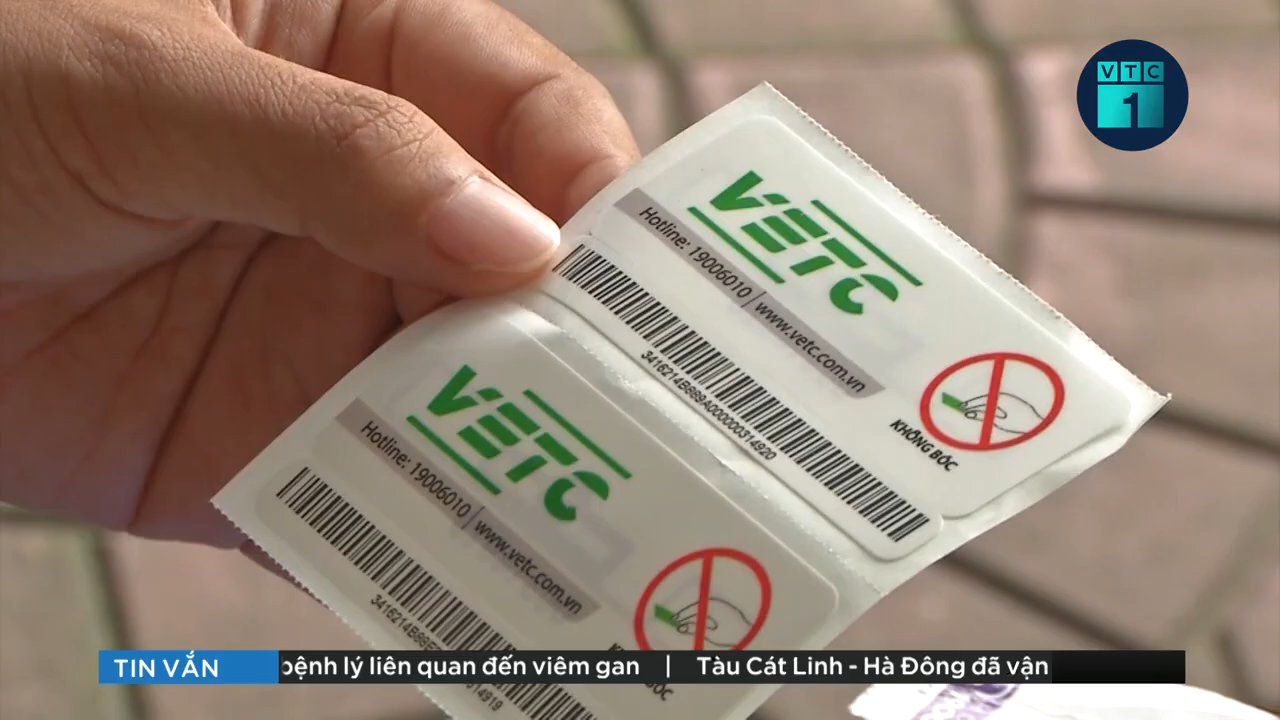 VTC
1
VETC
Hotline: 19006010 | www.vetc.com.vn
3416214B889A000000314920
KHÔNG BÓC
VETC
Hotline: 19006010 | www.vetc.com.vn
TIN VẮN
bệnh lý liên quan đến viêm gan | Tàu Cát Linh - Hà Đông đã vận